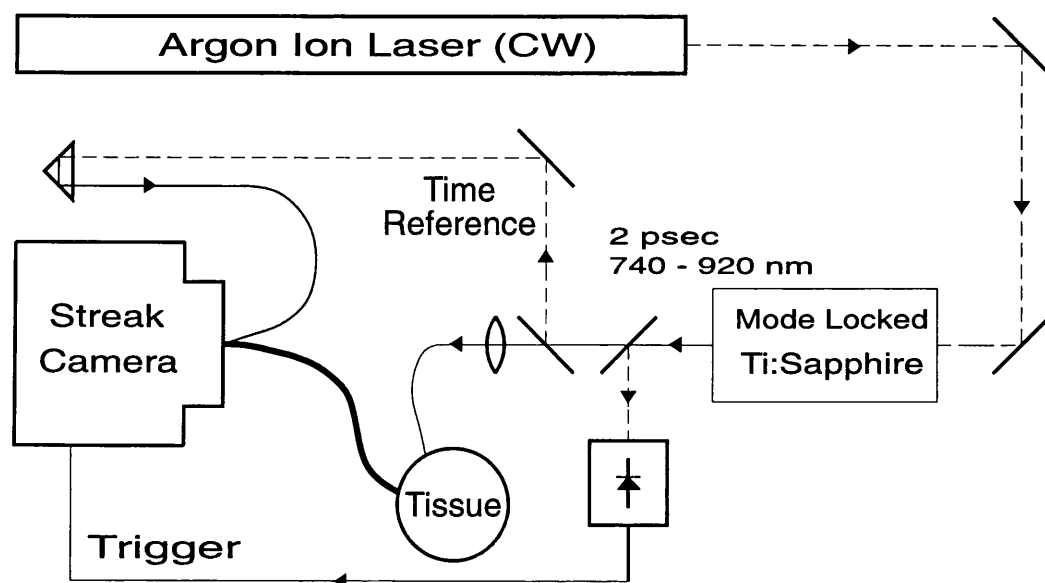 Argon Ion Laser (CW)
Time
Reference
2 psec
740 - 920 nm
Streak
Camera
Mode Locked
Ti:Sapphire
Tissue
Trigger